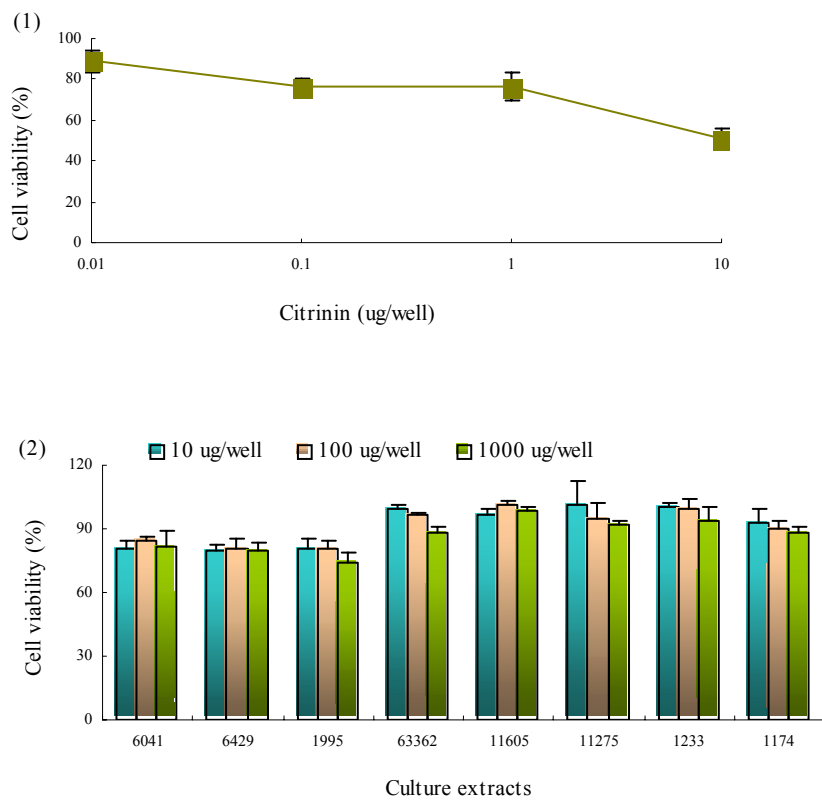 (1)
Cell viability (%)
100
80
60
40
20
0
0.01 0.1 1 10
Citrinin (ug/well)
(2)
10 ug/well 100 ug/well 1000 ug/well
Cell viability (%)
120
90
60
30
0
6041 6429 1995 63362 11605 11275 1233 1174
Culture extracts